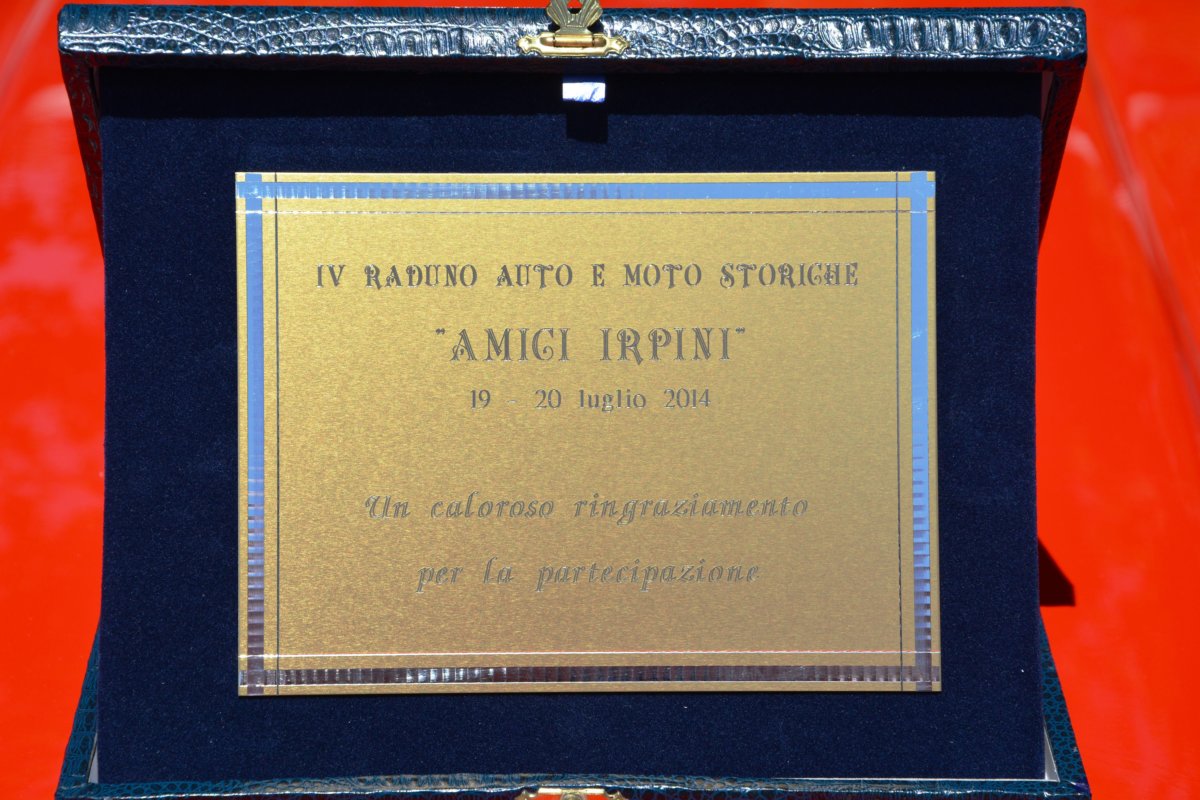 IV RADUNO AUTO E MOTO STORICHE
"AMICI IRPINI"
19 - 20 luglio 2014
Un caloroso ringraziamento
per la partecipazione